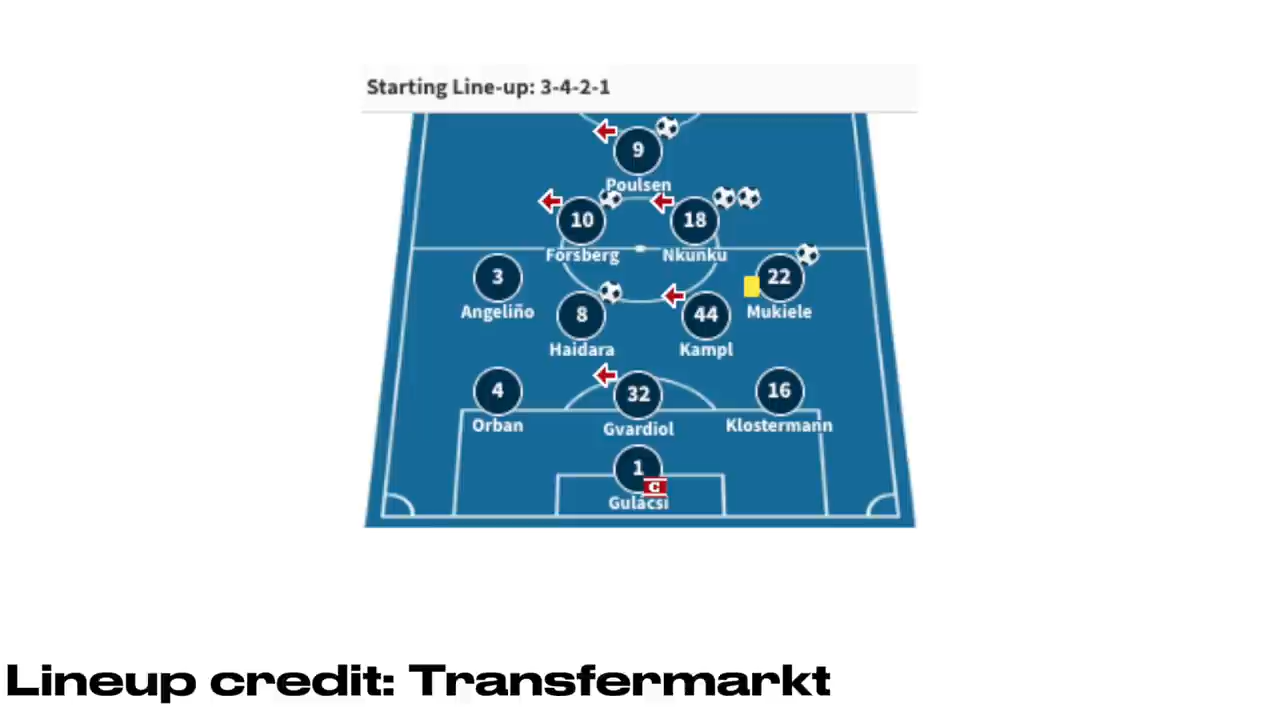 Starting Line-up: 3-4-2-1
9
Poulsen
10
18
Forsberg
Nkunku
3
22
Angeliño
Mukiele
8
44
Haidara
Kampl
4
32
16
Orban
Gvardiol
Klostermann
1
C
Gulácsi
Lineup credit: Transfermarkt